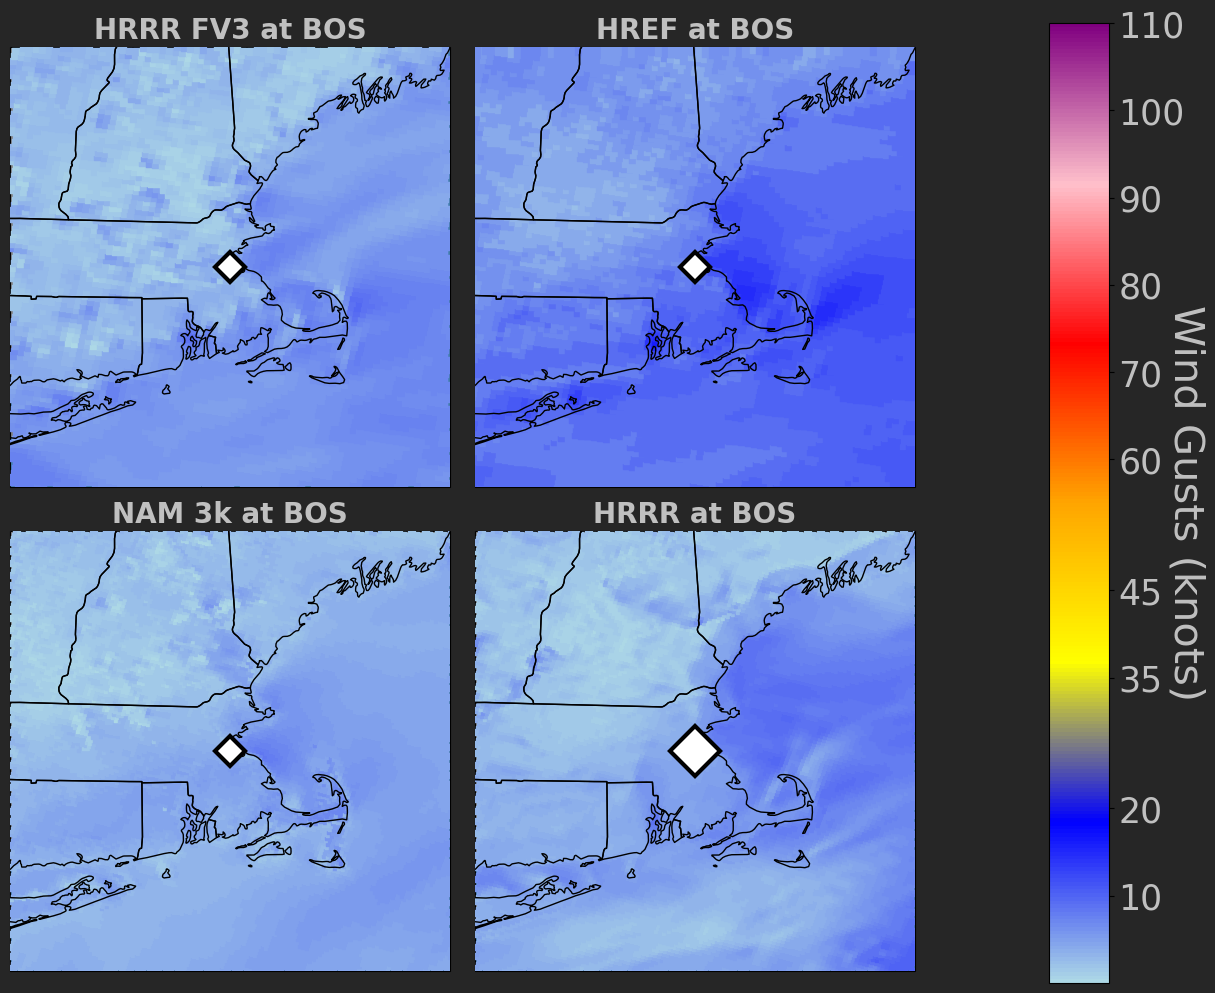 HRRR FV3 at BOS
HREF at BOS
NAM 3k at BOS
HRRR at BOS
110
100
90
80
70
60
45
35
20
10
Wind Gusts (knots)